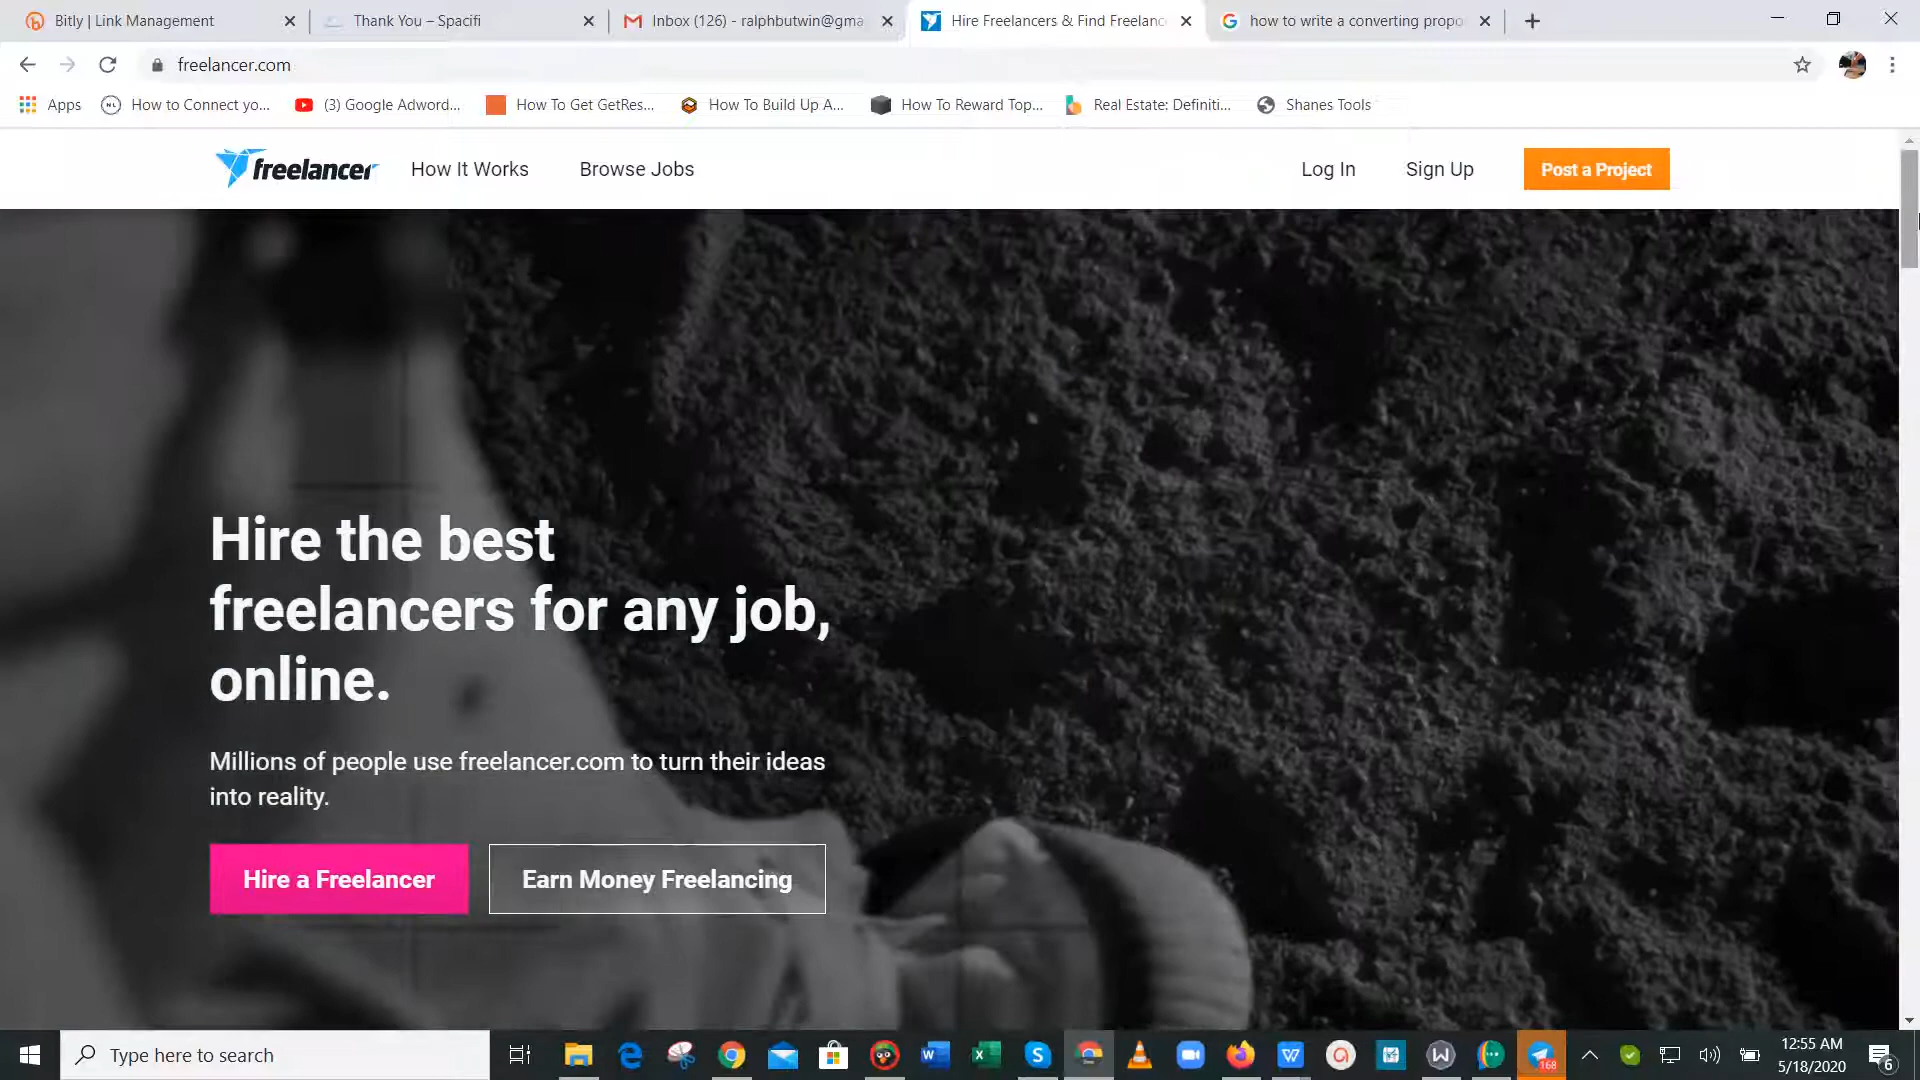 Bitly | Link Management
Thank You – Spacifi
Inbox (126) - ralphbutwin@gma
Hire Freelancers & Find Freelanc
how to write a converting propo
freelancer.com
Apps
How to Connect yo...
(3) Google Adword...
How To Get GetRes...
How To Build Up A...
How To Reward Top...
Real Estate: Definiti...
Shanes Tools
freelancer
How It Works
Browse Jobs
Log In
Sign Up
Post a Project
Hire the best
freelancers for any job,
online.
Millions of people use freelancer.com to turn their ideas
into reality.
Hire a Freelancer
Earn Money Freelancing
Type here to search
168
12:55 AM
5/18/2020
6